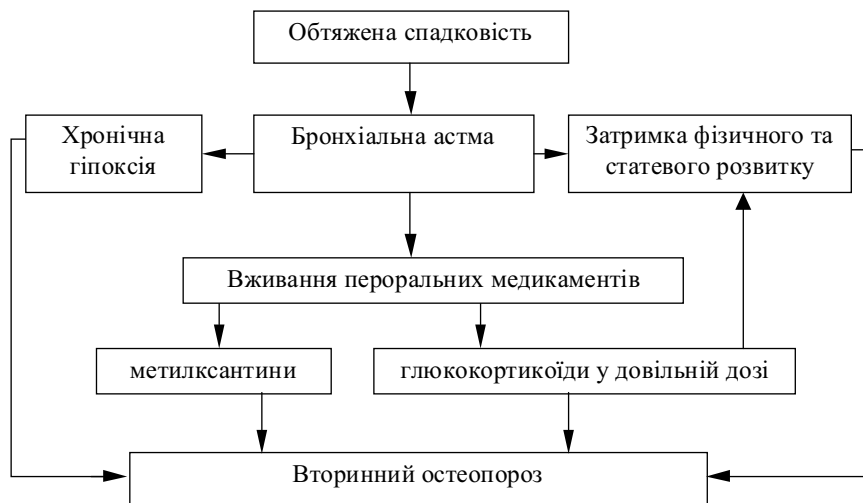 Обтяжена спадковість
Хронічна
гіпоксія
Бронхіальна астма
Затримка фізичного та
статевого розвитку
Вживання пероральних медикаментів
метилксантини
глюкокортикоїди у довільній дозі
Вторинний остеопороз